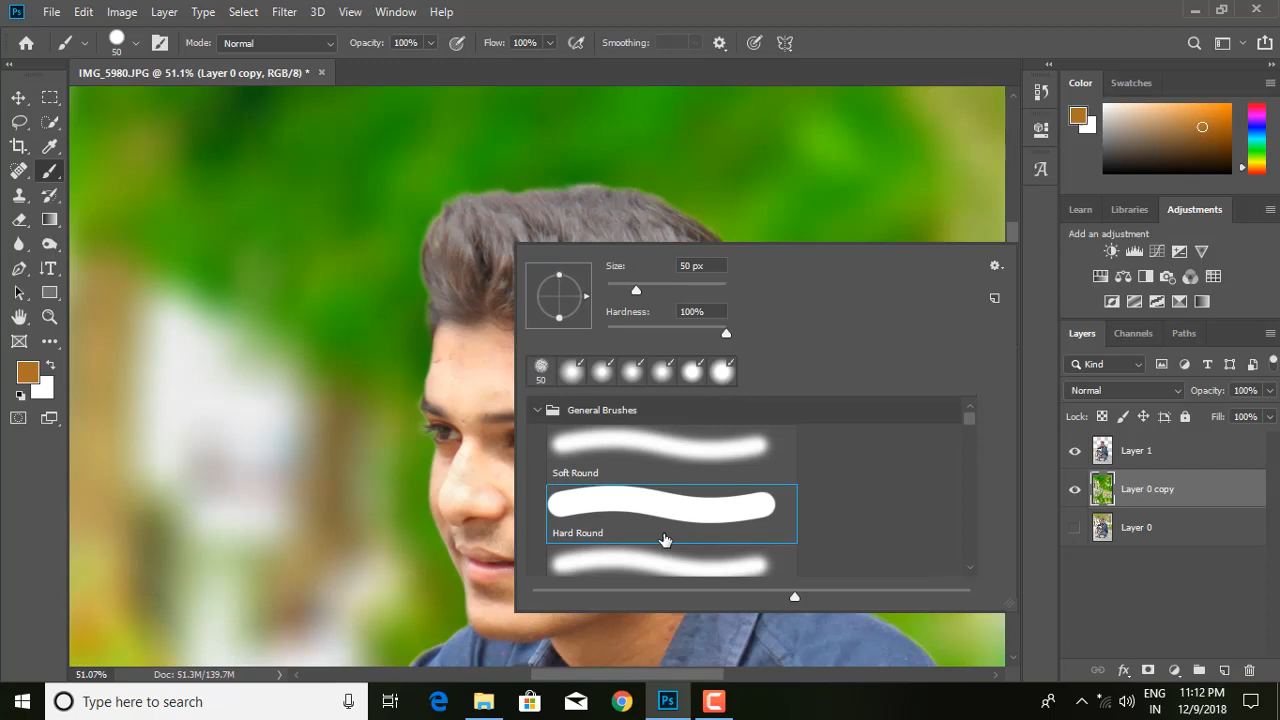 Ps File Edit Image Layer Type Select Filter 3D View Window Help
50 Mode: Normal Opacity: 100% Flow: 100% Smoothing:
IMG_5980.JPG @ 51.1% (Layer 0 copy, RGB/8) * ×
Color Swatches
Learn Libraries Adjustments
Add an adjustment
Size: 50 px
Hardness: 100%
50
General Brushes
Soft Round
Hard Round
Layers Channels Paths
Kind
Normal Opacity: 100%
Lock: Fill: 100%
Layer 1
Layer 0 copy
Layer 0
51.07% Doc: 51.3M/139.7M
Type here to search
Ps
ENG
IN
11:12 PM
12/9/2018